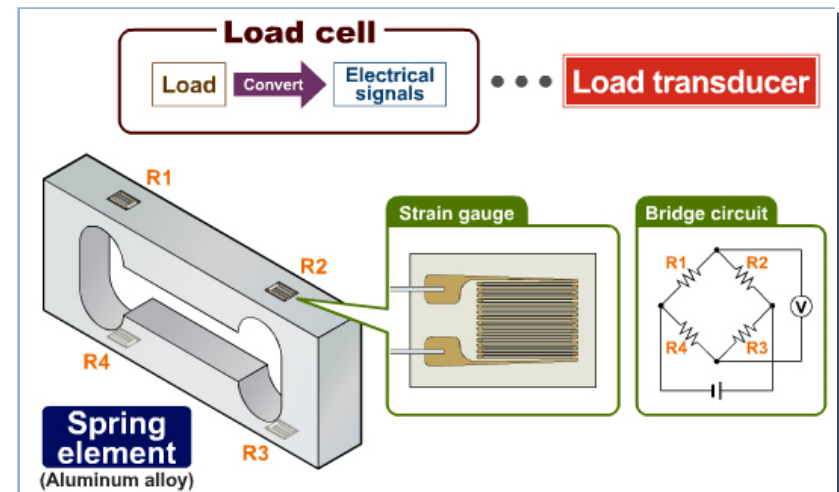 Load cell
Load
Convert
Electrical
signals
Load transducer
R1
R2
R4
R3
Spring
element
(Aluminum alloy)
Strain gauge
Bridge circuit
R1
R2
V
R4
R3